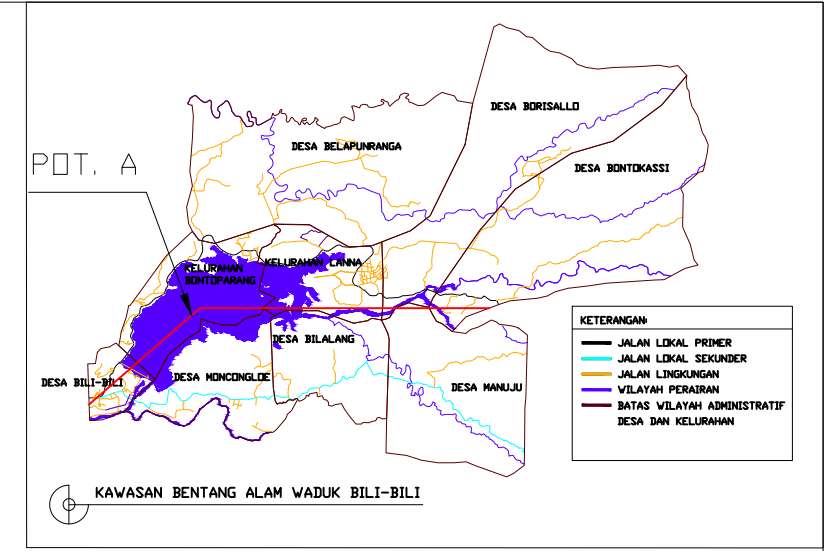 DESA BORISALLO
DESA BELAPUNRANGA
POT. A
DESA BONTOKASSI
KELURAHAN LANNA
KELURAHAN
BONTOPARANG
DESA BILALANG
DESA BILI-BILI
DESA MONCONGLOE
DESA MANUJU
KETERANGAN:
JALAN LOKAL PRIMER
JALAN LOKAL SEKUNDER
JALAN LINGKUNGAN
WILAYAH PERAIRAN
BATAS WILAYAH ADMINISTRATIF
DESA DAN KELURAHAN
KAWASAN BENTANG ALAM WADUK BILI-BILI